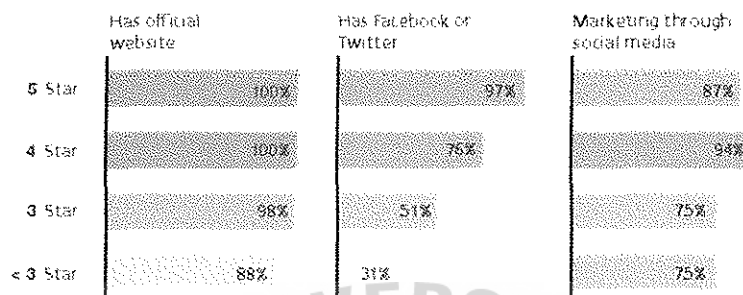 Has official
website
Has Facebook or
Twitter
Marketing through
social media
5 Star 100% 97% 87%
4 Star 100% 76% 94%
3 Star 98% 51% 75%
< 3 Star 88% 31% 75%